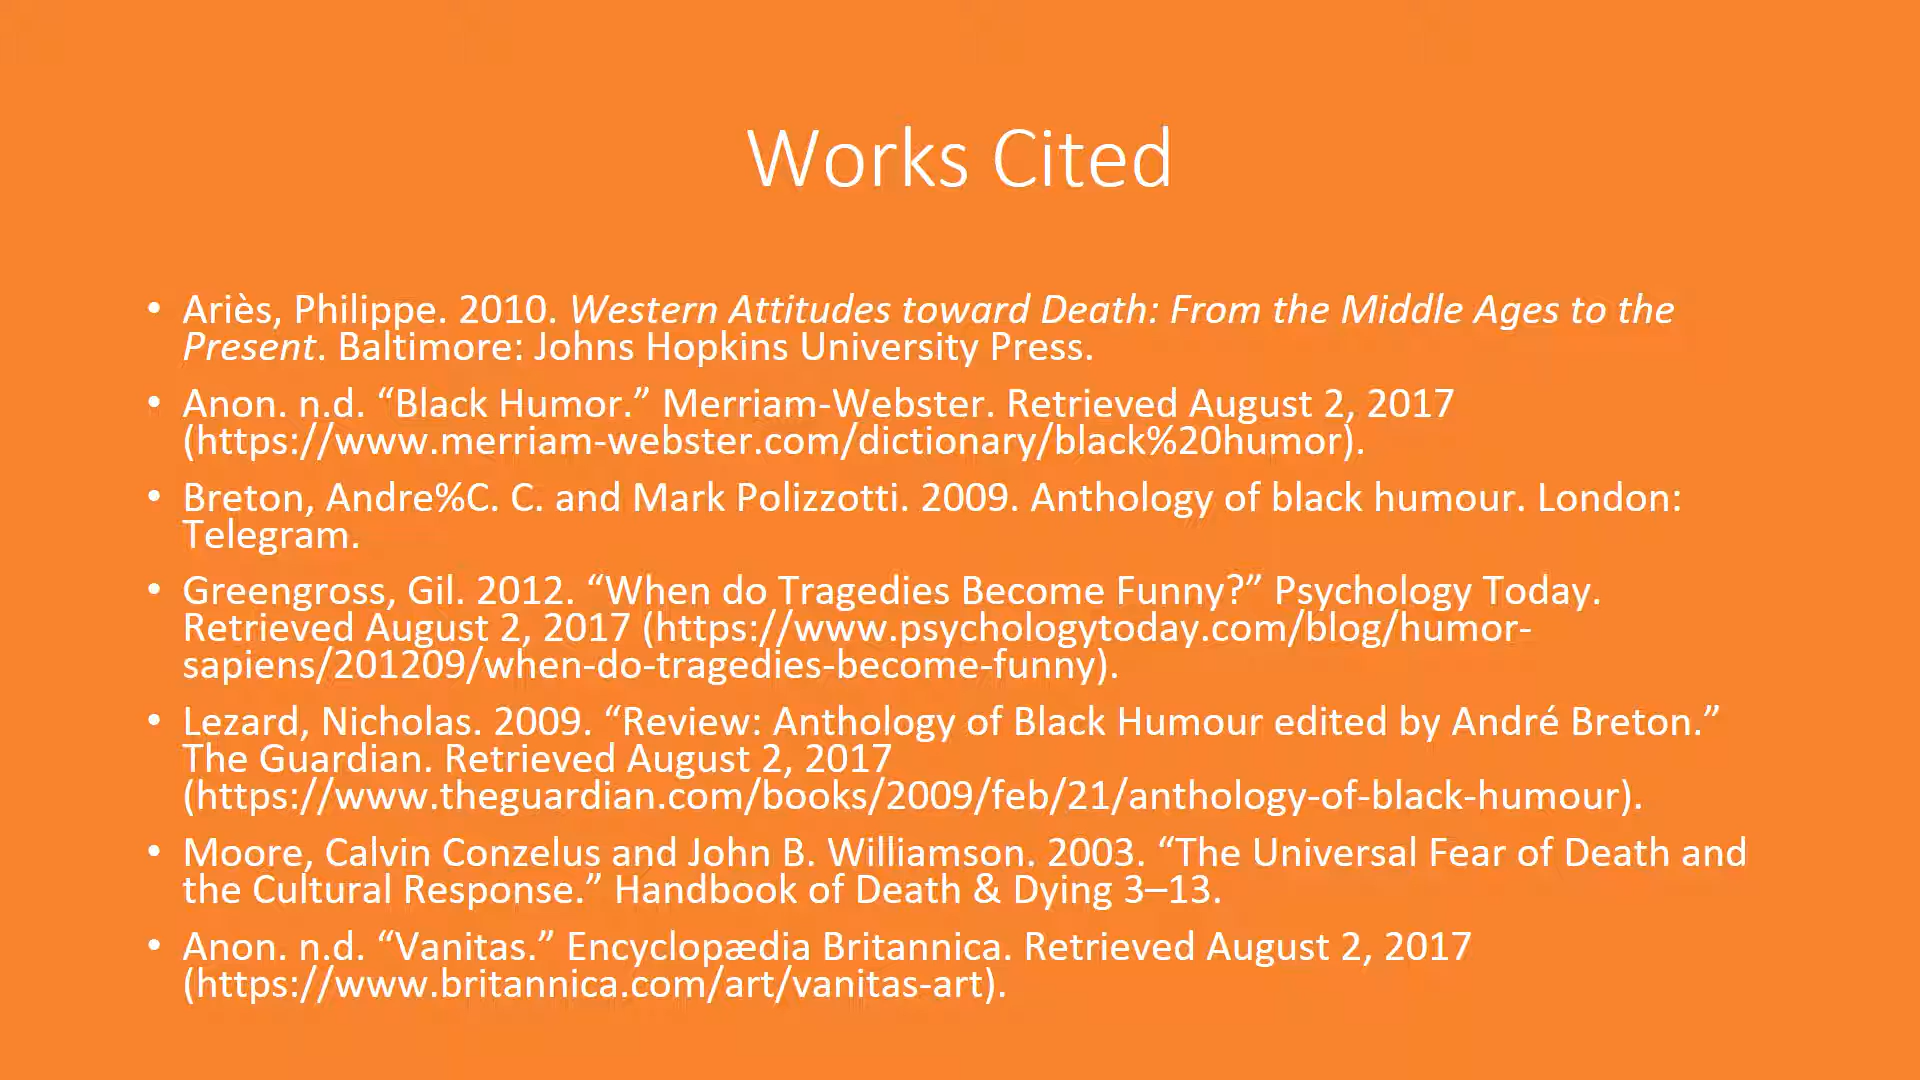 Works Cited
• Ariès, Philippe. 2010. Western Attitudes toward Death: From the Middle Ages to the
Present. Baltimore: Johns Hopkins University Press.
• Anon. n.d. “Black Humor.” Merriam-Webster. Retrieved August 2, 2017
(https://www.merriam-webster.com/dictionary/black%20humor).
• Breton, Andre%C. C. and Mark Polizzotti. 2009. Anthology of black humour. London:
Telegram.
• Greengross, Gil. 2012. “When do Tragedies Become Funny?” Psychology Today.
Retrieved August 2, 2017 (https://www.psychologytoday.com/blog/humor-
sapiens/201209/when-do-tragedies-become-funny).
• Lezard, Nicholas. 2009. “Review: Anthology of Black Humour edited by André Breton.”
The Guardian. Retrieved August 2, 2017
(https://www.theguardian.com/books/2009/feb/21/anthology-of-black-humour).
• Moore, Calvin Conzelus and John B. Williamson. 2003. “The Universal Fear of Death and
the Cultural Response.” Handbook of Death & Dying 3–13.
• Anon. n.d. “Vanitas.” Encyclopædia Britannica. Retrieved August 2, 2017
(https://www.britannica.com/art/vanitas-art).